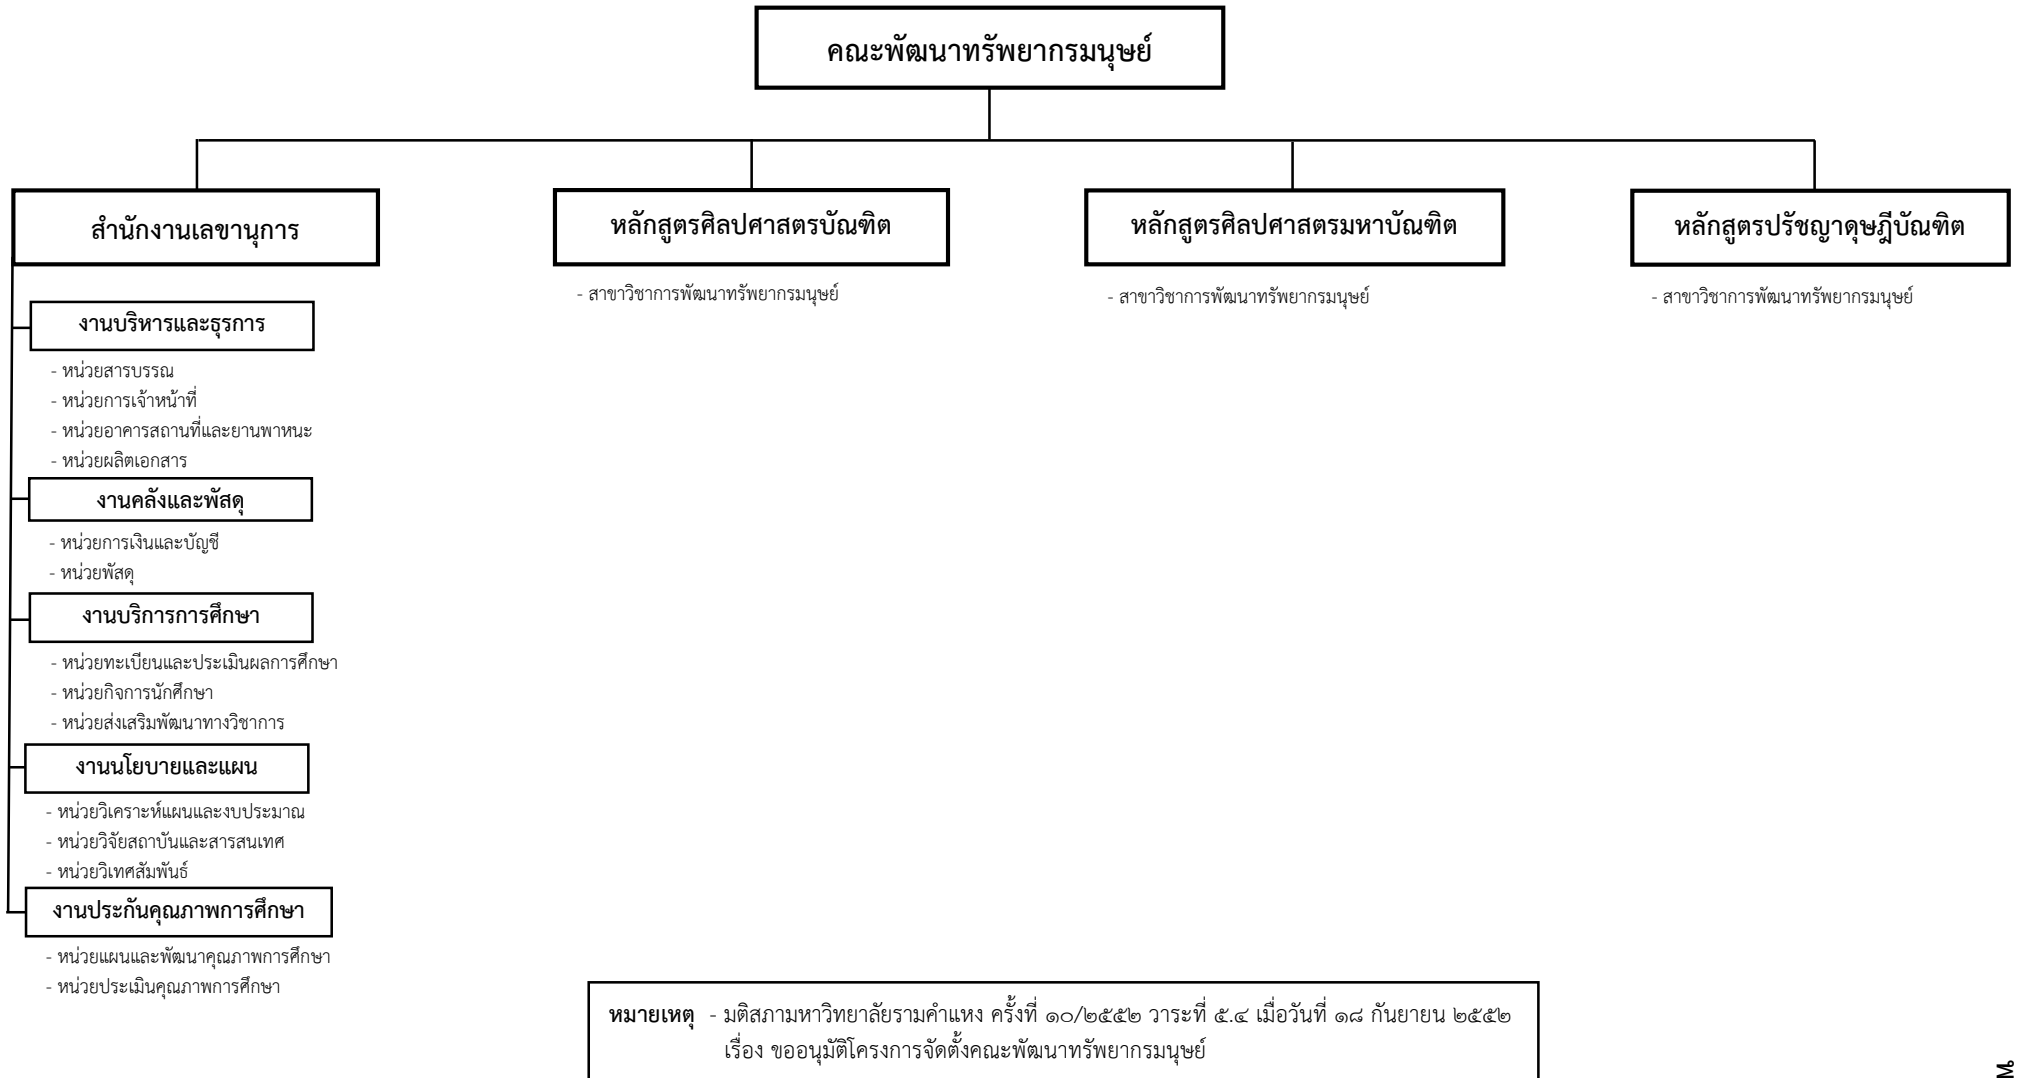 คณะพัฒนาทรัพยากรมนุษย์
สำนักงานเลขานุการ
หลักสูตรศิลปศาสตรบัณฑิต
หลักสูตรศิลปศาสตรมหาบัณฑิต
หลักสูตรปรัชญาดุษฎีบัณฑิต
- สาขาวิชาการพัฒนาทรัพยากรมนุษย์
- สาขาวิชาการพัฒนาทรัพยากรมนุษย์
- สาขาวิชาการพัฒนาทรัพยากรมนุษย์
งานบริหารและธุรการ
- หน่วยสารบรรณ
- หน่วยการเจ้าหน้าที่
- หน่วยอาคารสถานที่และยานพาหนะ
- หน่วยผลิตเอกสาร
งานคลังและพัสดุ
- หน่วยการเงินและบัญชี
- หน่วยพัสดุ
งานบริการการศึกษา
- หน่วยทะเบียนและประเมินผลการศึกษา
- หน่วยกิจการนักศึกษา
- หน่วยส่งเสริมพัฒนาทางวิชาการ
งานนโยบายและแผน
- หน่วยวิเคราะห์แผนและงบประมาณ
- หน่วยวิจัยสถาบันและสารสนเทศ
- หน่วยวิเทศสัมพันธ์
งานประกันคุณภาพการศึกษา
- หน่วยแผนและพัฒนาคุณภาพการศึกษา
- หน่วยประเมินคุณภาพการศึกษา
หมายเหตุ - มติสภามหาวิทยาลัยรามคำแหง ครั้งที่ ๑๐/๒๕๕๒ วาระที่ ๕.๔ เมื่อวันที่ ๑๘ กันยายน ๒๕๕๒
เรื่อง ขออนุมัติโครงการจัดตั้งคณะพัฒนาทรัพยากรมนุษย์